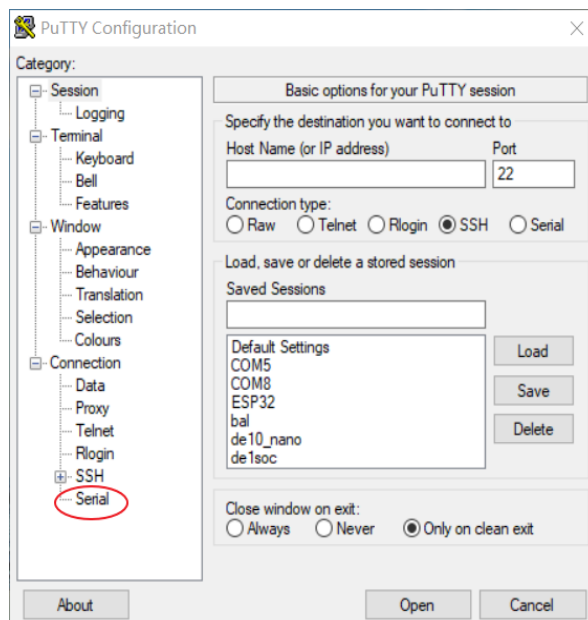 PuTTY Configuration
Category:
Session
Logging
Terminal
Keyboard
Bell
Features
Window
Appearance
Behaviour
Translation
Selection
Colours
Connection
Data
Proxy
Telnet
Rlogin
SSH
Serial
Basic options for your PuTTY session
Specify the destination you want to connect to
Host Name (or IP address) Port
22
Connection type:
Raw Telnet Rlogin SSH Serial
Load, save or delete a stored session
Saved Sessions
Default Settings
COM5
COM8
ESP32
bal
de10_nano
de1soc
Load
Save
Delete
Close window on exit:
Always Never Only on clean exit
About Open Cancel